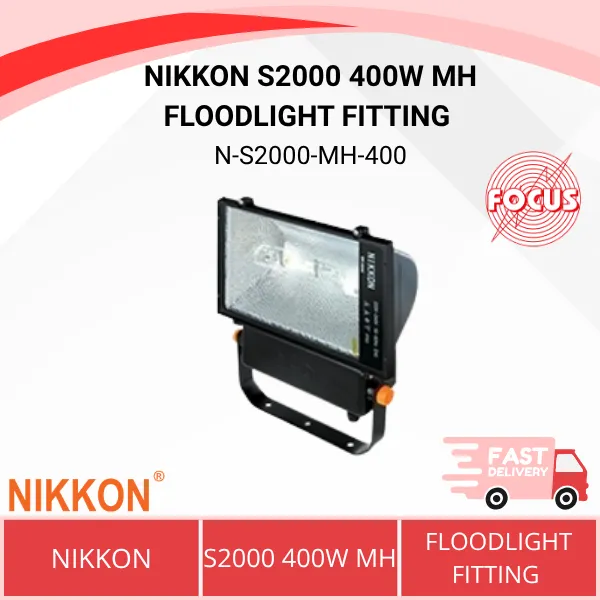 NIKKON S2000 400W MH
FLOODLIGHT FITTING
N-S2000-MH-400
FOCUS
NIKKON
FAST
DELIVERY
NIKKON®
NIKKON
S2000 400W MH
FLOODLIGHT
FITTING